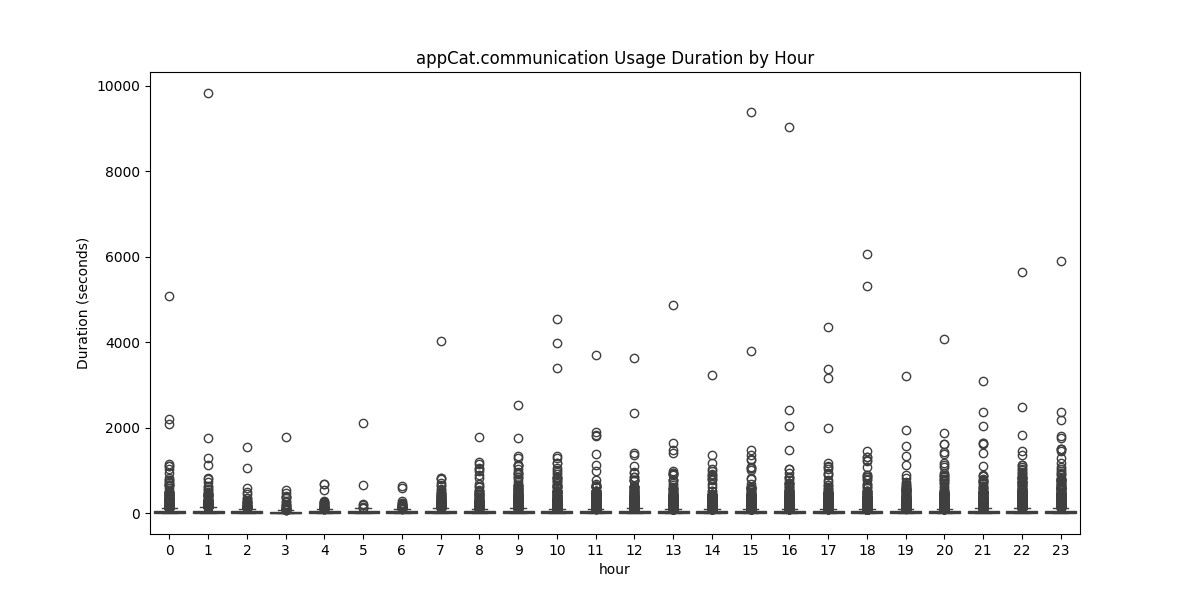 appCat.communication Usage Duration by Hour
10000
8000
6000
4000
2000
0
Duration (seconds)
0 1 2 3 4 5 6 7 8 9 10 11 12 13 14 15 16 17 18 19 20 21 22 23
hour